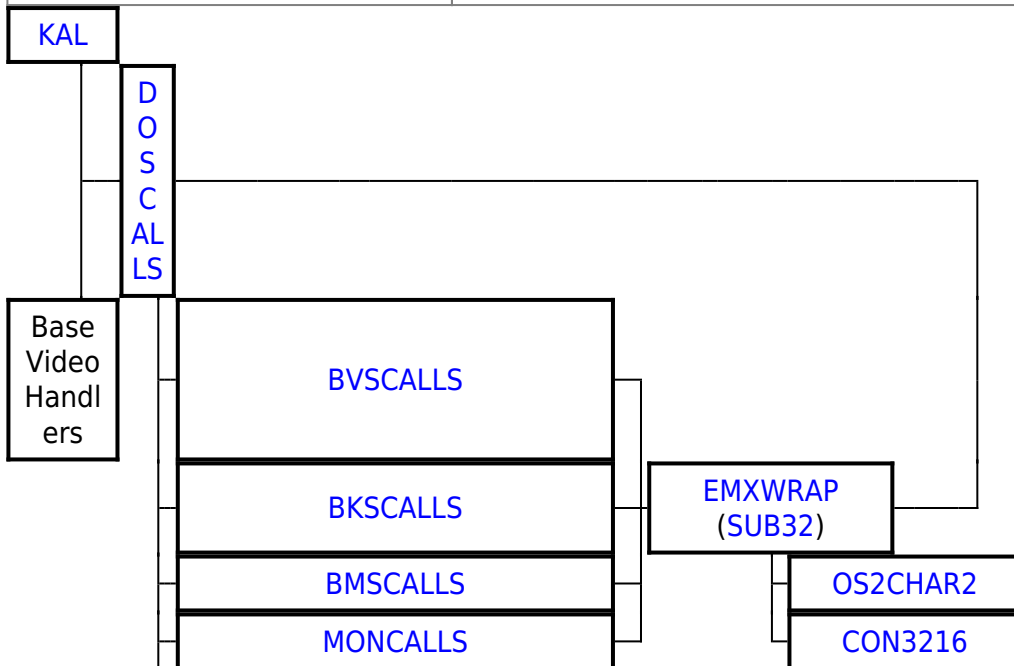 KAL
D
O
S
C
AL
LS
Base
Video
Handl
ers
BVSCALLS
BKSCALLS
EMXWRAP
(SUB32)
BMSCALLS
OS2CHAR2
MONCALLS
CON3216